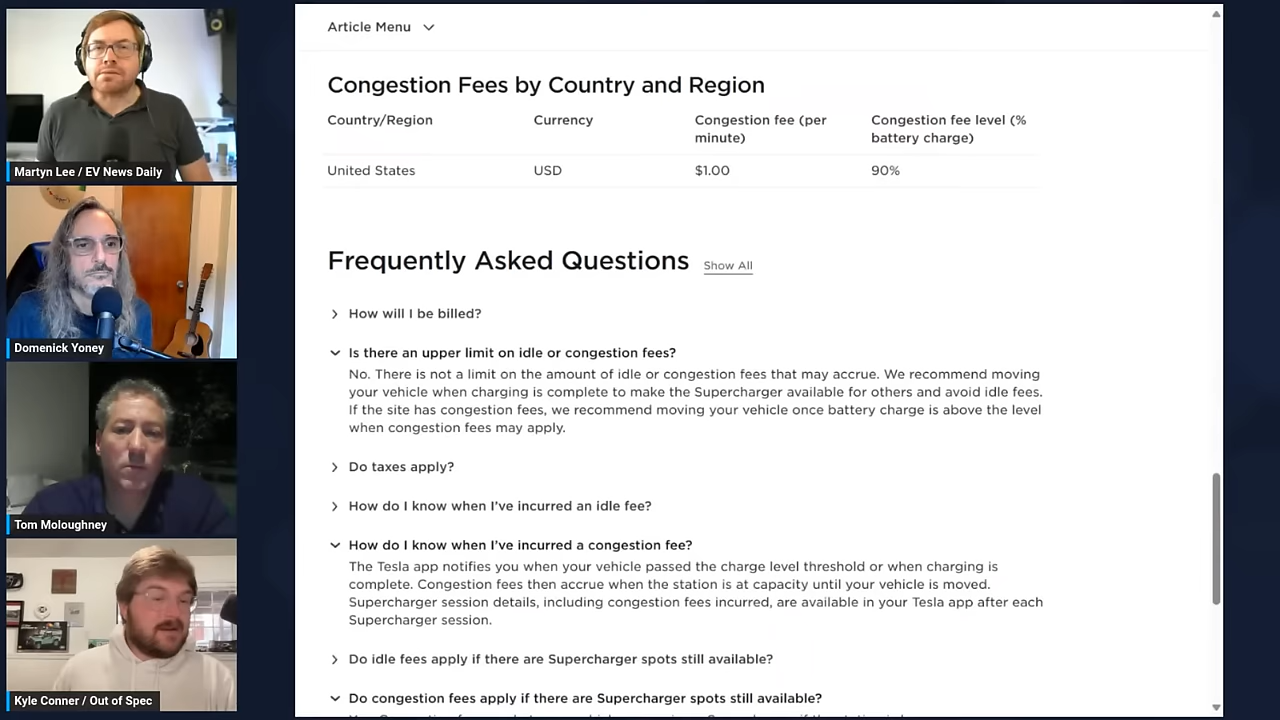 Martyn Lee / EV News Daily
Domenick Yoney
Tom Moloughney
Kyle Conner / Out of Spec
Article Menu
Congestion Fees by Country and Region
Country/Region Currency Congestion fee (per minute) Congestion fee level (% battery charge)
United States USD $1.00 90%
Frequently Asked Questions Show All
How will I be billed?
Is there an upper limit on idle or congestion fees?
No. There is not a limit on the amount of idle or congestion fees that may accrue. We recommend moving
your vehicle when charging is complete to make the Supercharger available for others and avoid idle fees.
If the site has congestion fees, we recommend moving your vehicle once battery charge is above the level
when congestion fees may apply.
Do taxes apply?
How do I know when I've incurred an idle fee?
How do I know when I've incurred a congestion fee?
The Tesla app notifies you when your vehicle passed the charge level threshold or when charging is
complete. Congestion fees then accrue when the station is at capacity until your vehicle is moved.
Supercharger session details, including congestion fees incurred, are available in your Tesla app after each
Supercharger session.
Do idle fees apply if there are Supercharger spots still available?
Do congestion fees apply if there are Supercharger spots still available?